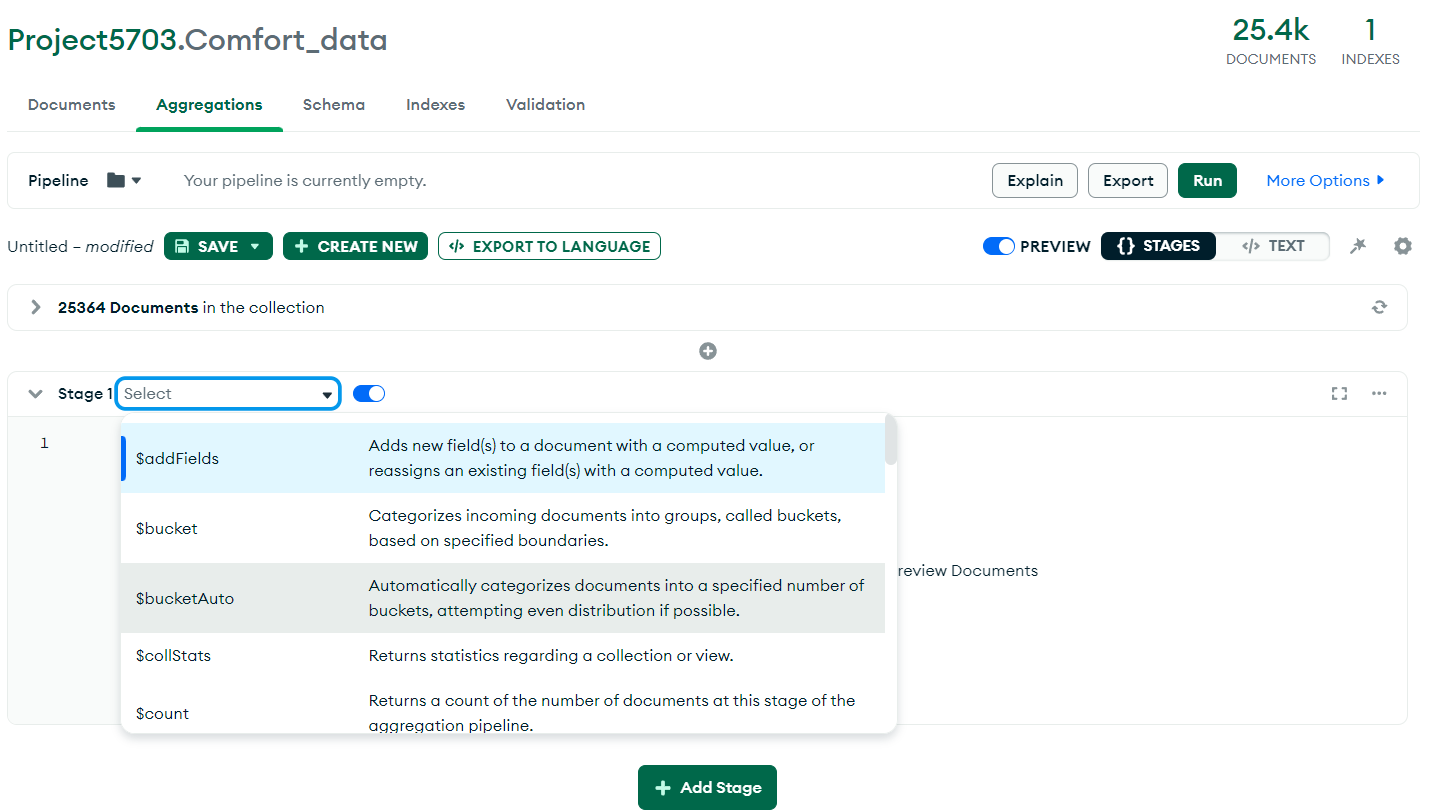 Project5703.Comfort_data
25.4k
DOCUMENTS
1
INDEXES
Documents
Aggregations
Schema
Indexes
Validation
Pipeline
Your pipeline is currently empty.
Explain
Export
Run
More Options
Untitled – modified
SAVE
CREATE NEW
EXPORT TO LANGUAGE
PREVIEW
{} STAGES
</> TEXT
25364 Documents in the collection
Stage 1
Select
1
$addFields
Adds new field(s) to a document with a computed value, or
reassigns an existing field(s) with a computed value.
$bucket
Categorizes incoming documents into groups, called buckets,
based on specified boundaries.
$bucketAuto
Automatically categorizes documents into a specified number of
buckets, attempting even distribution if possible.
review Documents
$collStats
Returns statistics regarding a collection or view.
$count
Returns a count of the number of documents at this stage of the
aggregation pipeline.
Add Stage